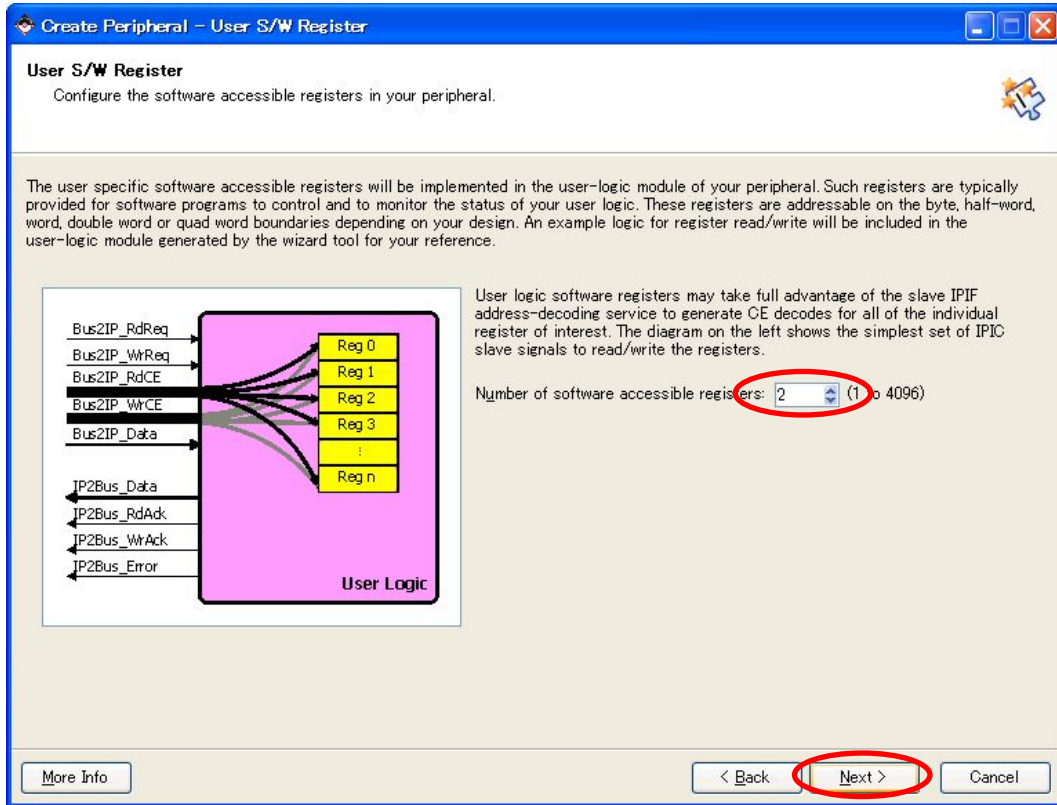 Create Peripheral - User S/W Register
User S/W Register
Configure the software accessible registers in your peripheral.
The user specific software accessible registers will be implemented in the user-logic module of your peripheral. Such registers are typically
provided for software programs to control and to monitor the status of your user logic. These registers are addressable on the byte, half-word,
word, double word or quad word boundaries depending on your design. An example logic for register read/write will be included in the
user-logic module generated by the wizard tool for your reference.
User logic software registers may take full advantage of the slave IPIF
address-decoding service to generate CE decodes for all of the individual
register of interest. The diagram on the left shows the simplest set of IPIC
slave signals to read/write the registers.
Number of software accessible registers: 2 (1 to 4096)
Bus2IP_RdReq
Bus2IP_WrReq
Bus2IP_RdCE
Bus2IP_WrCE
Bus2IP_Data
IP2Bus_Data
IP2Bus_RdAck
IP2Bus_WrAck
IP2Bus_Error
Reg 0
Reg 1
Reg 2
Reg 3
:
Reg n
User Logic
More Info
< Back
Next >
Cancel